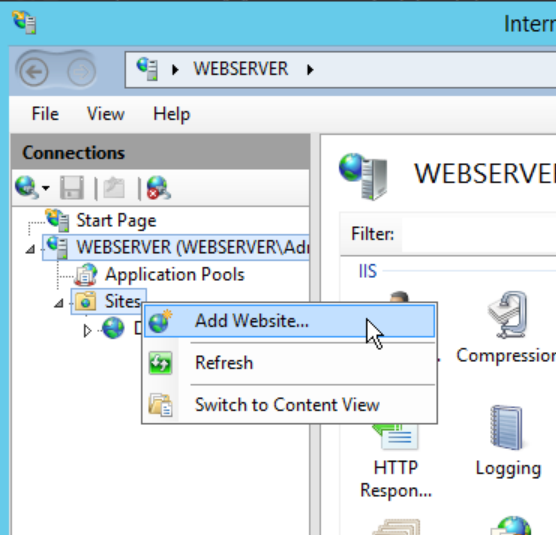 Intern
WEBSERVER
File View Help
Connections
Start Page
WEBSERVER (WEBSERVER\Adı
Application Pools
Sites
Add Website...
Refresh
Switch to Content View
WEBSERVE
Filter:
IIS
Compression
HTTP
Respon...
Logging